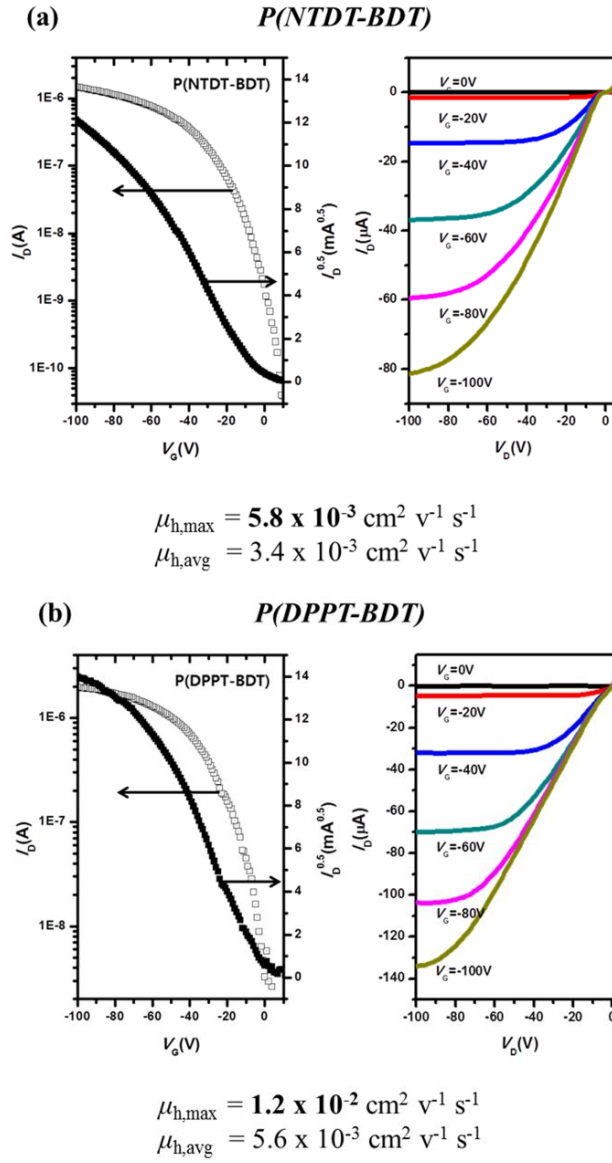 (a) P(NTDT-BDT)
P(NTDT-BDT)
1E-6
1E-7
1E-8
1E-9
1E-10
I_D(A)
14
12
10
8
6
4
2
0
I_D^0.5(mA^0.5)
-100 -80 -60 -40 -20 0
V_G(V)
0
-20
-40
-60
-80
I_D(μA)
V_G=0V
V_G=-20V
V_G=-40V
V_G=-60V
V_G=-80V
V_G=-100V
-100 -80 -60 -40 -20 0
V_D(V)
μ_h,max = 5.8 x 10^-3 cm² v^-1 s^-1
μ_h,avg = 3.4 x 10^-3 cm² v^-1 s^-1
(b) P(DPPT-BDT)
P(DPPT-BDT)
1E-6
1E-7
1E-8
I_D(A)
14
12
10
8
6
4
2
0
I_D^0.5(mA^0.5)
-100 -80 -60 -40 -20 0
V_G(V)
0
-20
-40
-60
-80
-100
-120
-140
I_D(μA)
V_G=0V
V_G=-20V
V_G=-40V
V_G=-60V
V_G=-80V
V_G=-100V
-100 -80 -60 -40 -20 0
V_D(V)
μ_h,max = 1.2 x 10^-2 cm² v^-1 s^-1
μ_h,avg = 5.6 x 10^-3 cm² v^-1 s^-1